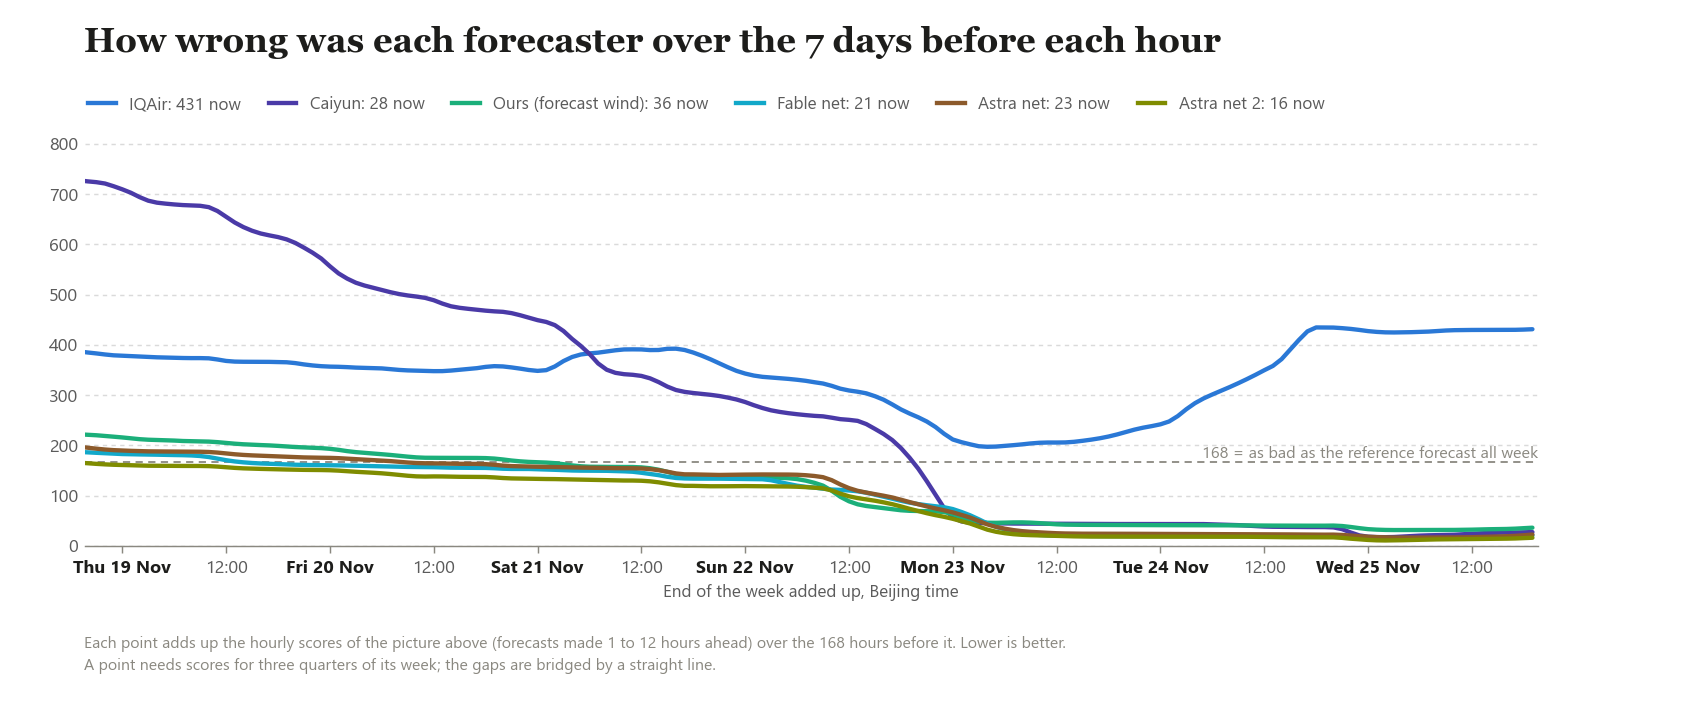 How wrong was each forecaster over the 7 days before each hour
IQAir: 431 now Caiyun: 28 now Ours (forecast wind): 36 now Fable net: 21 now Astra net: 23 now Astra net 2: 16 now
800
700
600
500
400
300
200
168 = as bad as the reference forecast all week
100
0
Thu 19 Nov 12:00 Fri 20 Nov 12:00 Sat 21 Nov 12:00 Sun 22 Nov 12:00 Mon 23 Nov 12:00 Tue 24 Nov 12:00 Wed 25 Nov 12:00
End of the week added up, Beijing time
Each point adds up the hourly scores of the picture above (forecasts made 1 to 12 hours ahead) over the 168 hours before it. Lower is better.
A point needs scores for three quarters of its week; the gaps are bridged by a straight line.